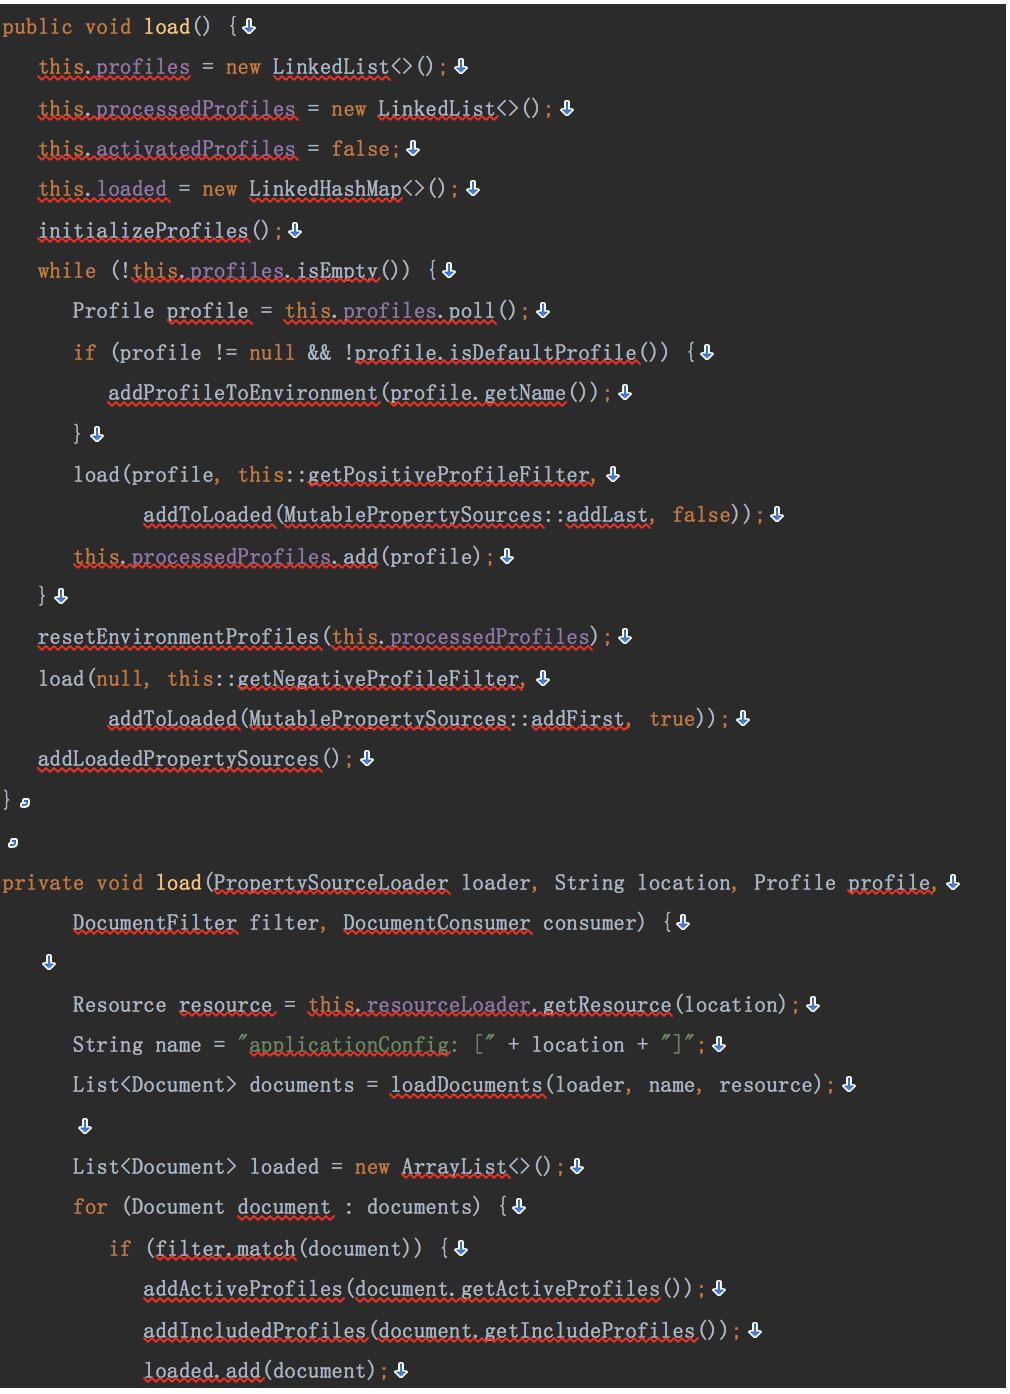 public void load() {
this.profiles = new LinkedList<>();
this.processedProfiles = new LinkedList<>();
this.activatedProfiles = false;
this.loaded = new LinkedHashMap<>();
initializeProfiles();
while (!this.profiles.isEmpty()) {
Profile profile = this.profiles.poll();
if (profile != null && !profile.isDefaultProfile()) {
addProfileToEnvironment(profile.getName());
}
load(profile, this::getPositiveProfileFilter,
addToLoaded(MutablePropertySources::addLast, false));
this.processedProfiles.add(profile);
}
resetEnvironmentProfiles(this.processedProfiles);
load(null, this::getNegativeProfileFilter,
addToLoaded(MutablePropertySources::addFirst, true));
addLoadedPropertySources();
}
private void load(PropertySourceLoader loader, String location, Profile profile,
DocumentFilter filter, DocumentConsumer consumer) {
Resource resource = this.resourceLoader.getResource(location);
String name = "applicationConfig: [" + location + "]";
List<Document> documents = loadDocuments(loader, name, resource);
List<Document> loaded = new ArrayList<>();
for (Document document : documents) {
if (filter.match(document)) {
addActiveProfiles(document.getActiveProfiles());
addIncludedProfiles(document.getIncludeProfiles());
loaded.add(document);